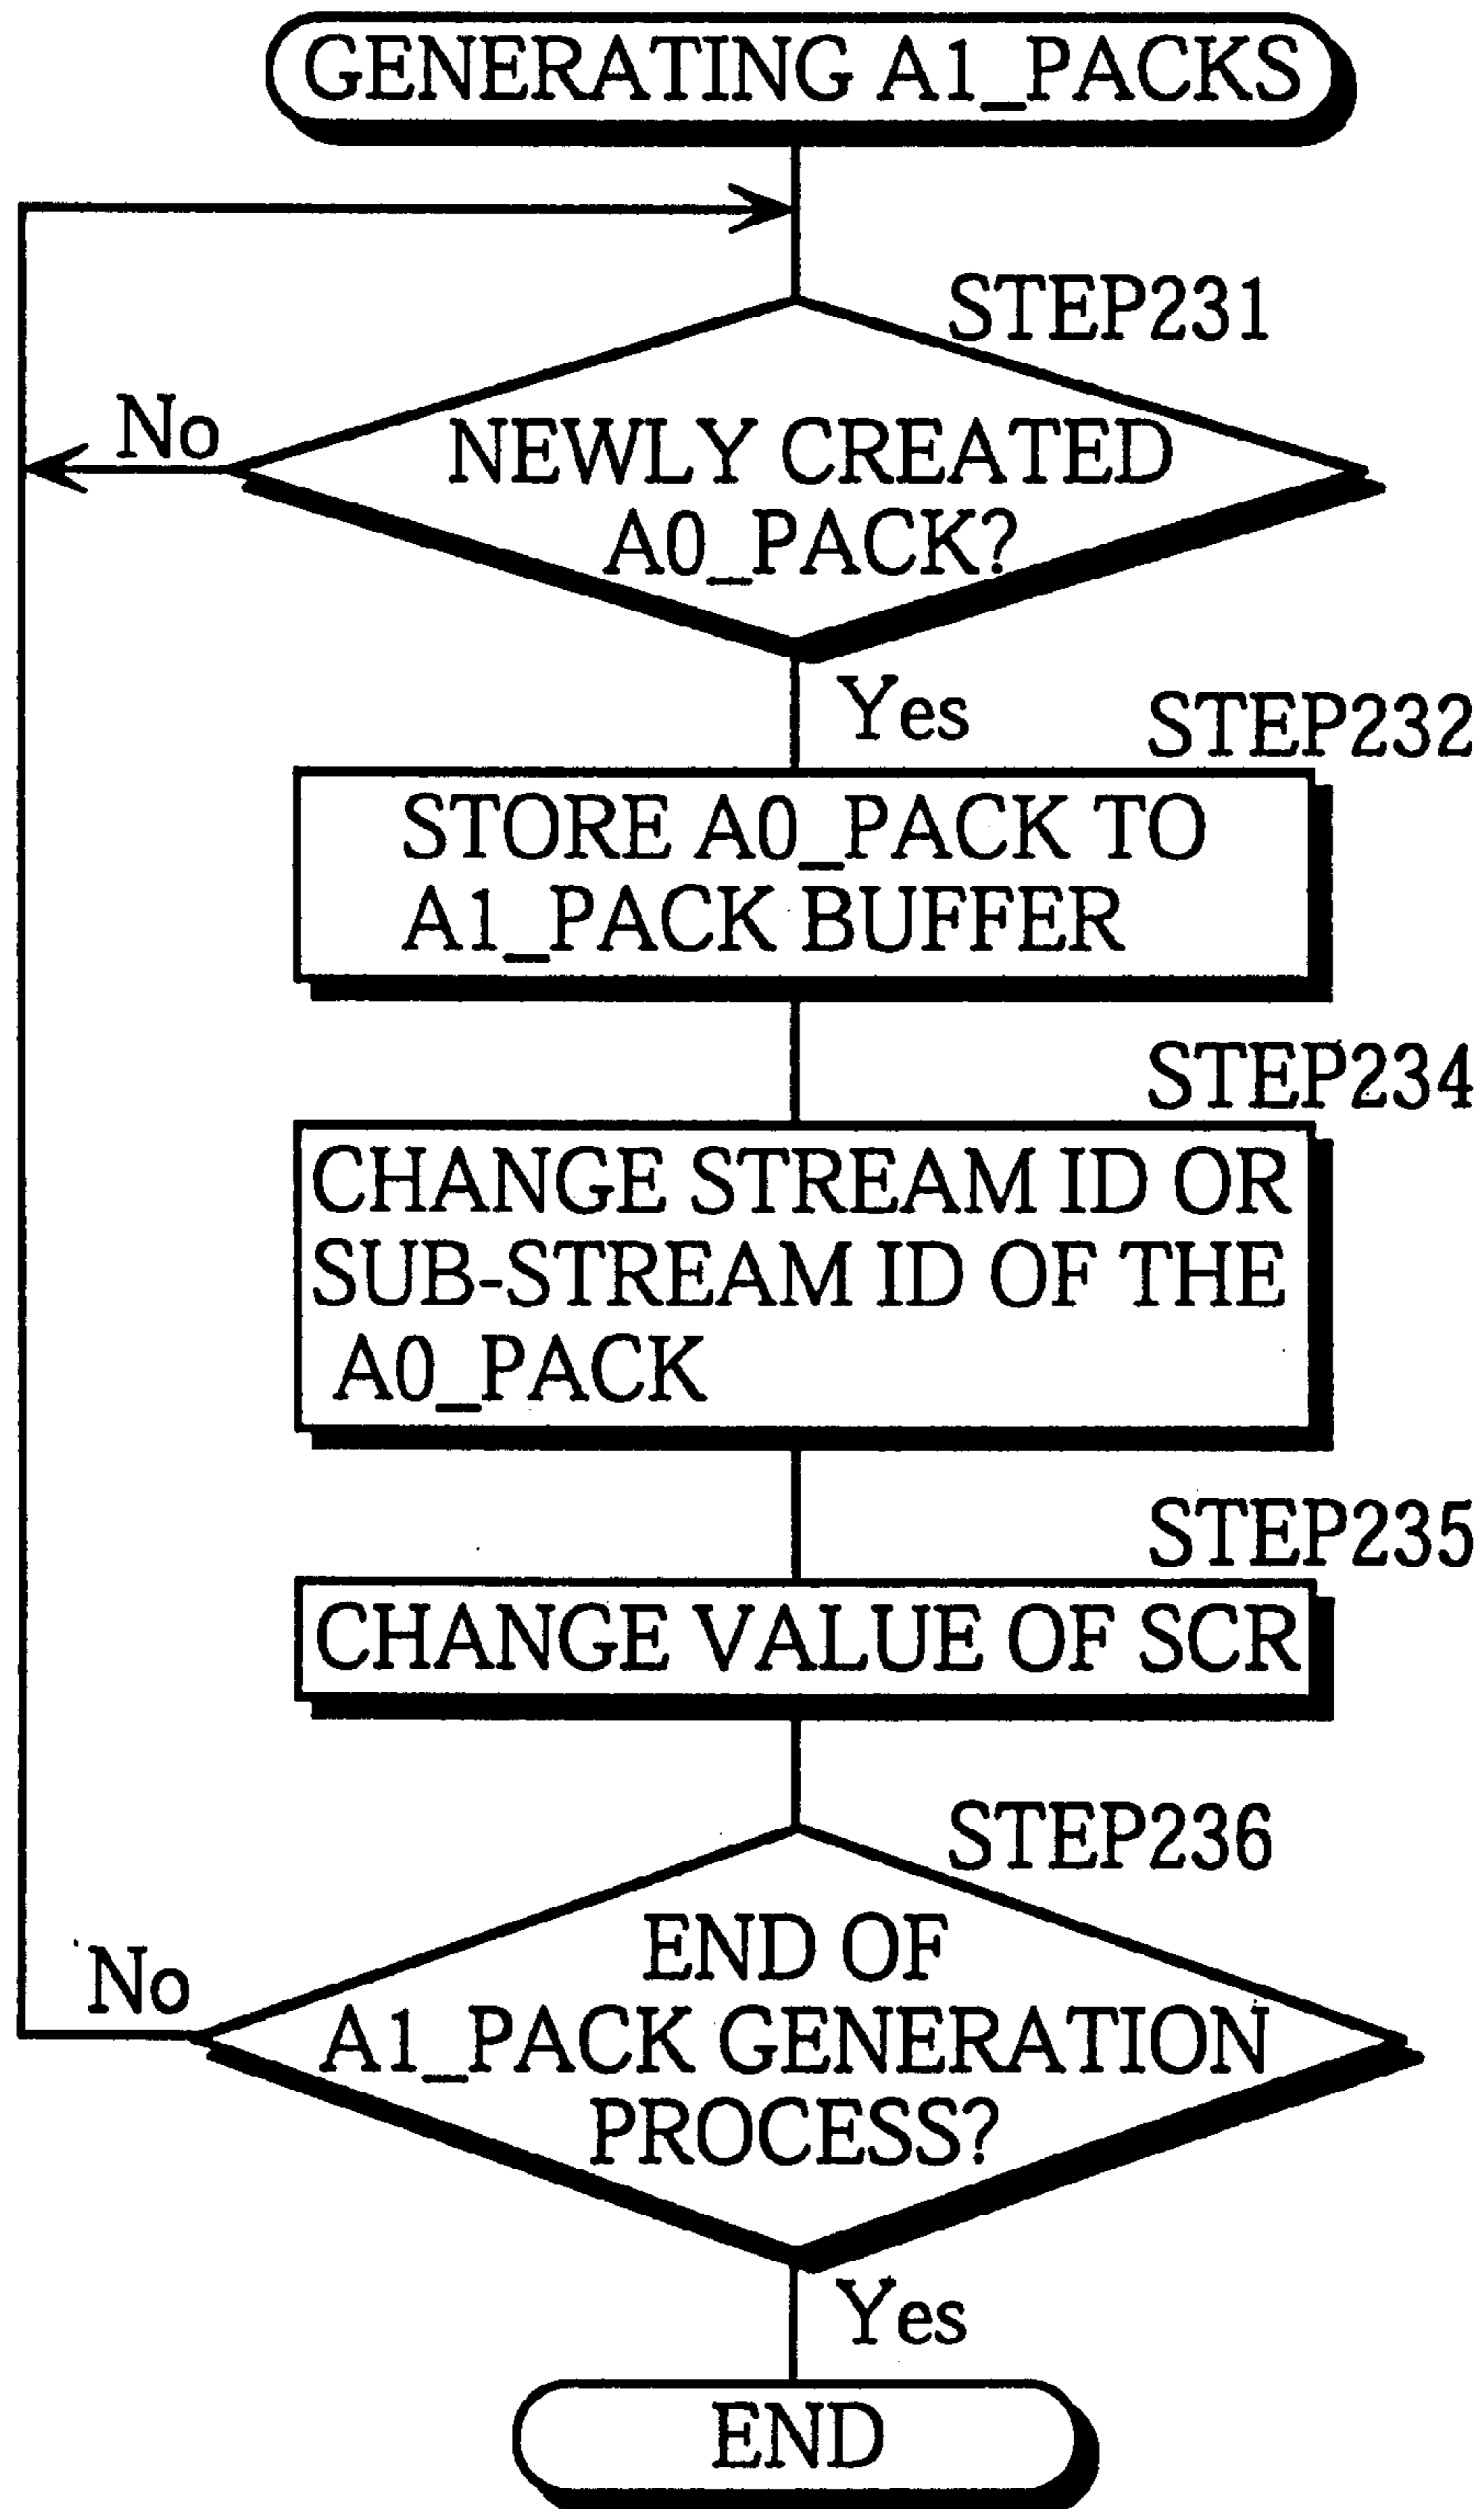 GENERATING A1_PACKS
STEP231
No
NEWLY CREATED
A0_PACK?
Yes
STEP232
STORE A0_PACK TO
A1_PACK BUFFER
STEP234
CHANGE STREAM ID OR
SUB-STREAM ID OF THE
A0_PACK
STEP235
CHANGE VALUE OF SCR
STEP236
END OF
No
A1_PACK GENERATION
PROCESS?
Yes
END